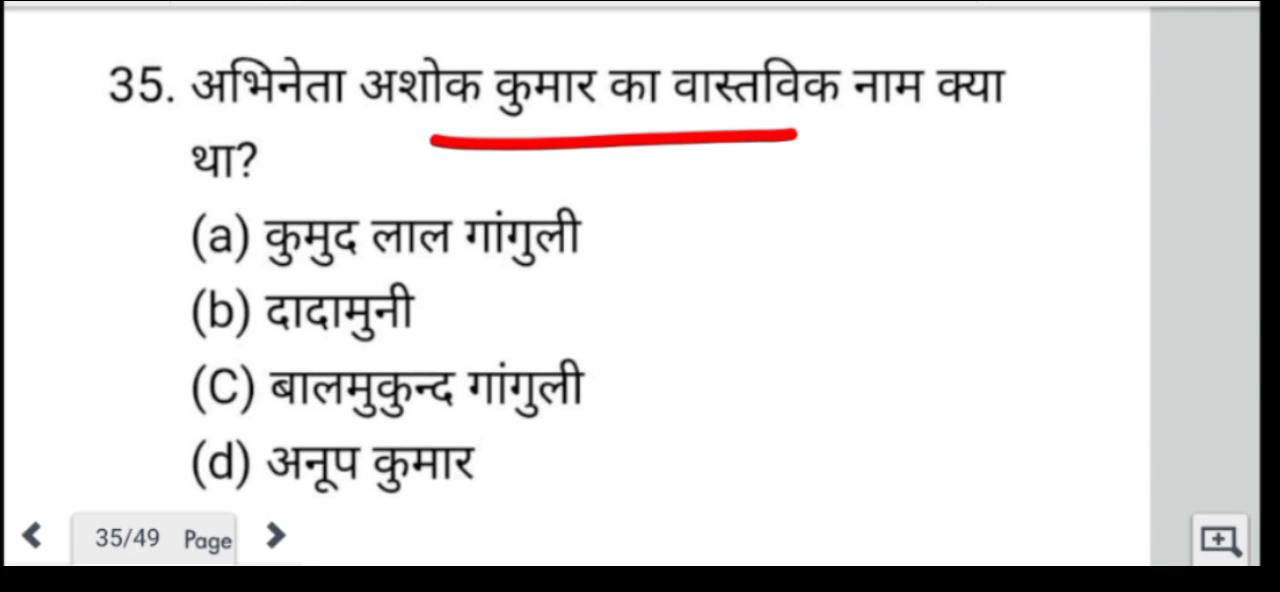 35. अभिनेता अशोक कुमार का वास्तविक नाम क्या
था?
(a) कुमुद लाल गांगुली
(b) दादामुनी
(C) बालमुकुन्द गांगुली
(d) अनूप कुमार
35/49 Page